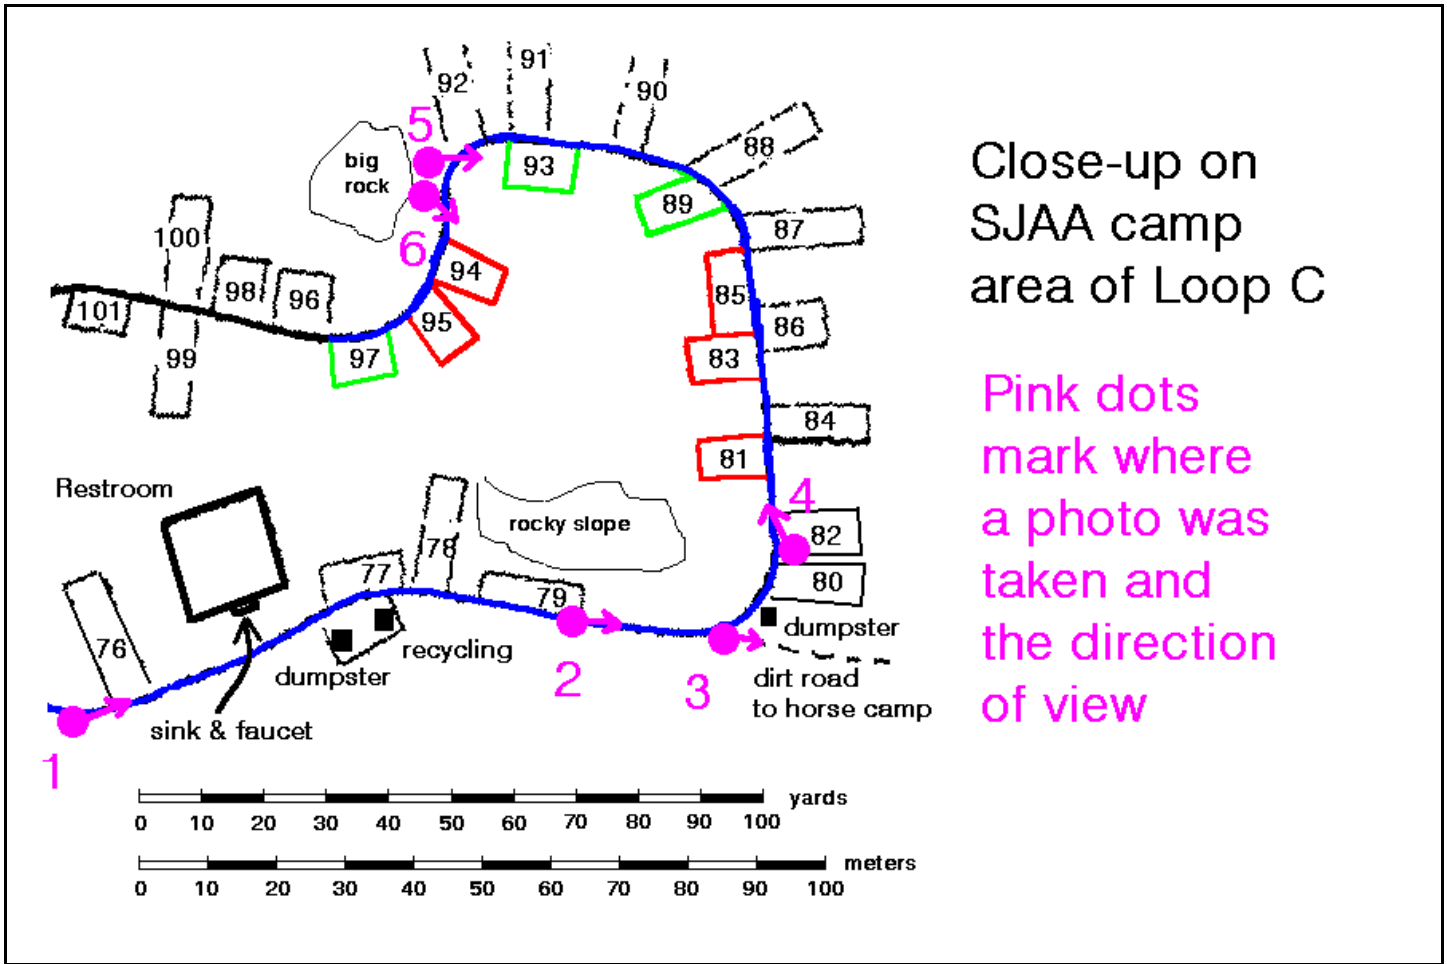 91
92
90
5
88
big
rock
93
Close-up on
SJAA camp
area of Loop C
89
100
87
6
94
98
96
85
101
95
86
99
97
83
Pink dots
mark where
a photo was
taken and
the direction
of view
84
81
Restroom
4
rocky slope
82
78
77
80
79
dumpster
76
recycling
dumpster
2
3
dirt road
to horse camp
sink & faucet
1
yards
0 10 20 30 40 50 60 70 80 90 100
meters
0 10 20 30 40 50 60 70 80 90 100